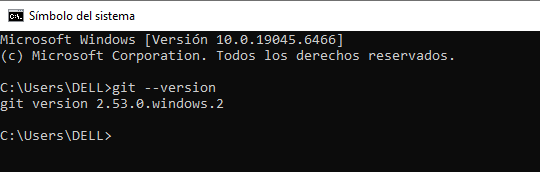 Símbolo del sistema
Microsoft Windows [Versión 10.0.19045.6466]
(c) Microsoft Corporation. Todos los derechos reservados.
C:\Users\DELL>git --version
git version 2.53.0.windows.2
C:\Users\DELL>